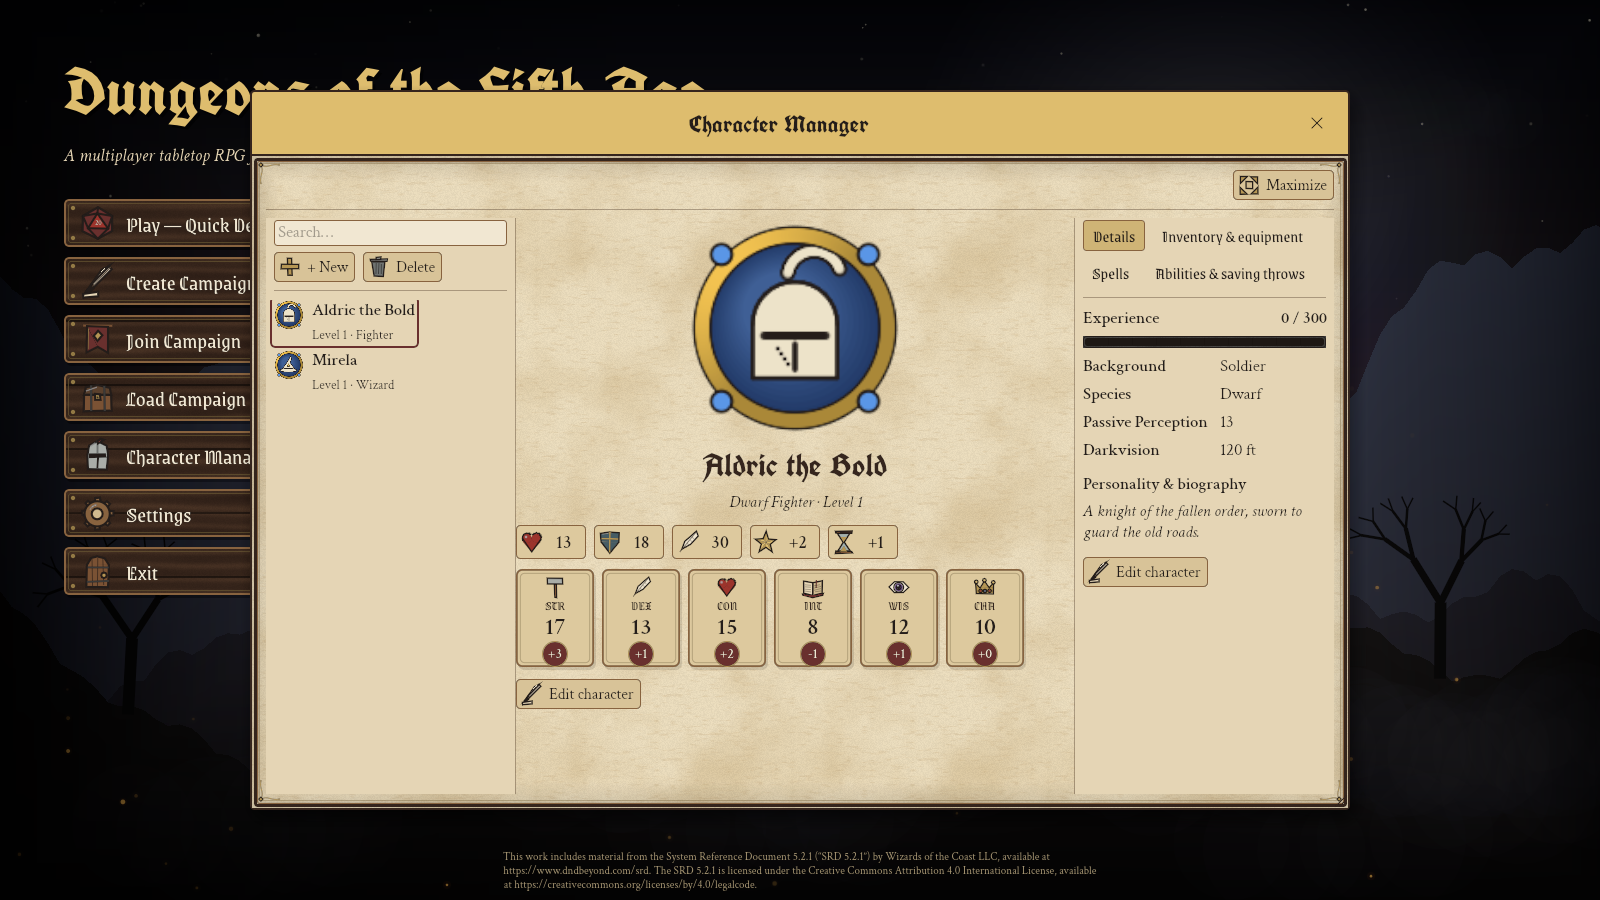 Dungeons of the Fifth Age
A multiplayer tabletop RPG
Play — Quick De
Create Campaign
Join Campaign
Load Campaign
Character Mana
Settings
Exit
Character Manager
Maximize
Search…
+ New
Delete
Aldric the Bold
Level 1 · Fighter
Mirela
Level 1 · Wizard
Aldric the Bold
Dwarf Fighter · Level 1
13
18
30
+2
+1
STR
DEX
CON
INT
WIS
CHA
17
13
15
8
12
10
+3
+1
+2
-1
+1
+0
Edit character
Details
Inventory & equipment
Spells
Abilities & saving throws
Experience
0 / 300
Background
Soldier
Species
Dwarf
Passive Perception
13
Darkvision
120 ft
Personality & biography
A knight of the fallen order, sworn to
guard the old roads.
Edit character
This work includes material from the System Reference Document 5.2.1 ("SRD 5.2.1") by Wizards of the Coast LLC, available at
https://www.dndbeyond.com/srd. The SRD 5.2.1 is licensed under the Creative Commons Attribution 4.0 International License, available
at https://creativecommons.org/licenses/by/4.0/legalcode.